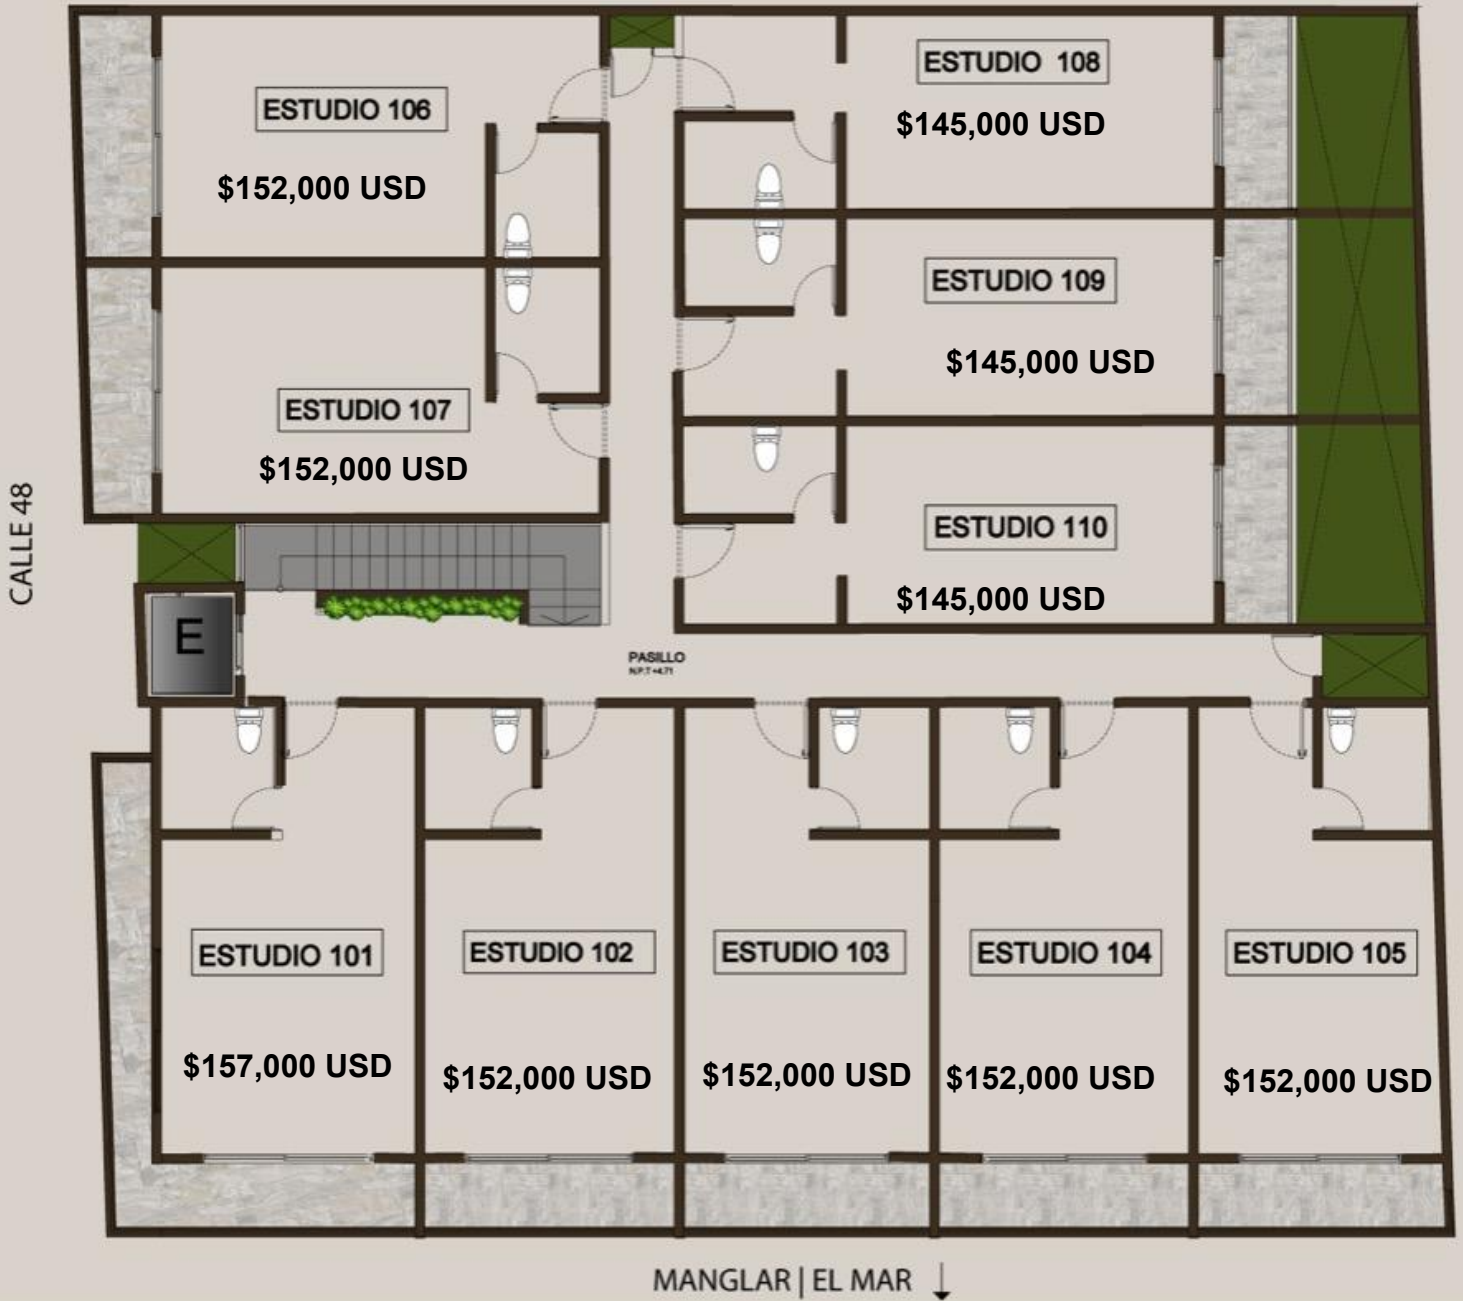 ESTUDIO 106
$152,000 USD
ESTUDIO 108
$145,000 USD
ESTUDIO 109
$145,000 USD
ESTUDIO 107
$152,000 USD
CALLE 48
ESTUDIO 110
$145,000 USD
E
PASILLO
N.P.T +4.71
ESTUDIO 101
$157,000 USD
ESTUDIO 102
$152,000 USD
ESTUDIO 103
$152,000 USD
ESTUDIO 104
$152,000 USD
ESTUDIO 105
$152,000 USD
MANGLAR | EL MAR ↓